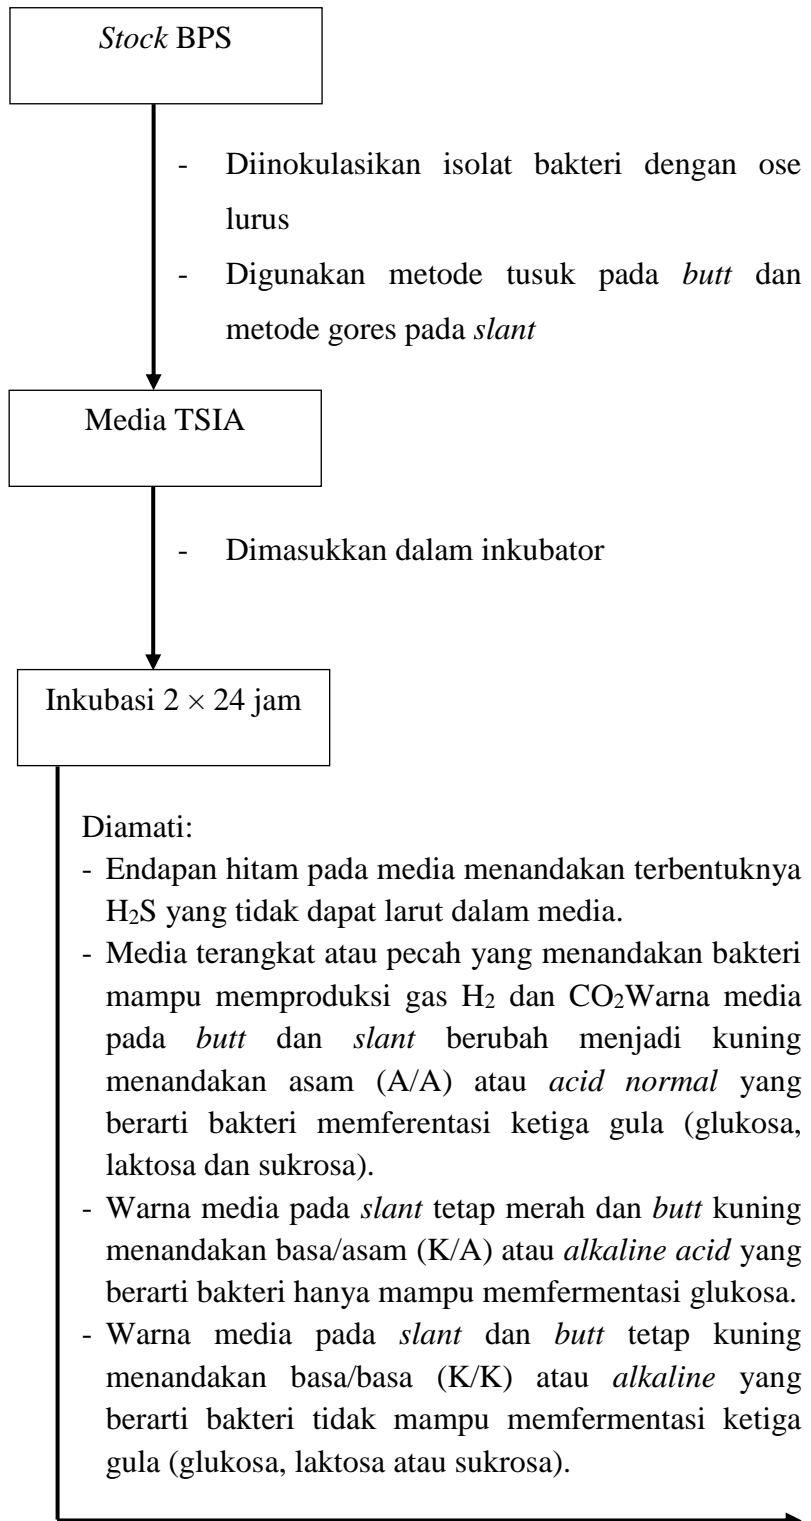 Stock BPS
- Diinokulasikan isolat bakteri dengan ose
lurus
- Digunakan metode tusuk pada butt dan
metode gores pada slant
Media TSIA
- Dimasukkan dalam inkubator
Inkubasi 2 × 24 jam
Diamati:
- Endapan hitam pada media menandakan terbentuknya
H₂S yang tidak dapat larut dalam media.
- Media terangkat atau pecah yang menandakan bakteri
mampu memproduksi gas H₂ dan CO₂Warna media
pada butt dan slant berubah menjadi kuning
menandakan asam (A/A) atau acid normal yang
berarti bakteri memferentasi ketiga gula (glukosa,
laktosa dan sukrosa).
- Warna media pada slant tetap merah dan butt kuning
menandakan basa/asam (K/A) atau alkaline acid yang
berarti bakteri hanya mampu memfermentasi glukosa.
- Warna media pada slant dan butt tetap kuning
menandakan basa/basa (K/K) atau alkaline yang
berarti bakteri tidak mampu memfermentasi ketiga
gula (glukosa, laktosa atau sukrosa).